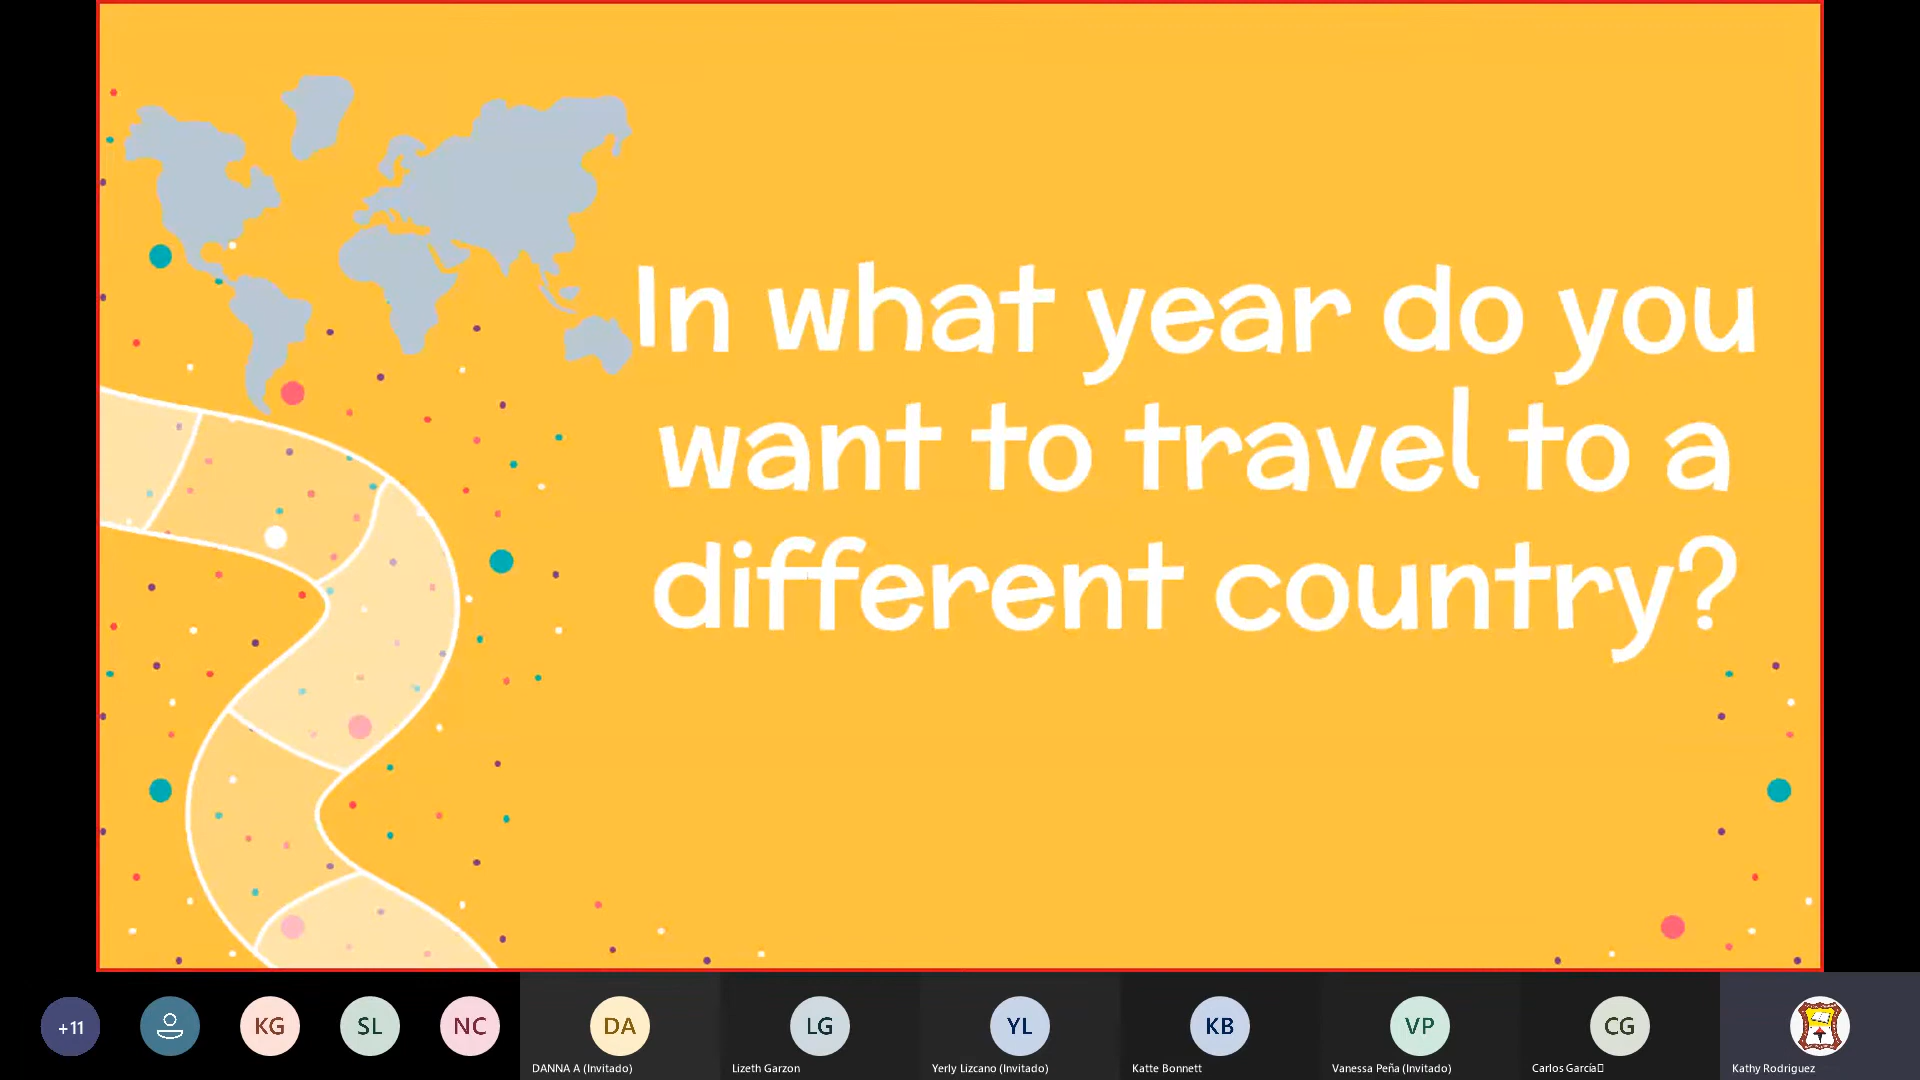 In what year do you
want to travel to a
different country?
+11
KG
SL
NC
DA
LG
YL
KB
VP
CG
DANNA A (Invitado)
Lizeth Garzon
Yerly Lizcano (Invitado)
Katte Bonnett
Vanessa Peña (Invitado)
Carlos García
Kathy Rodriguez